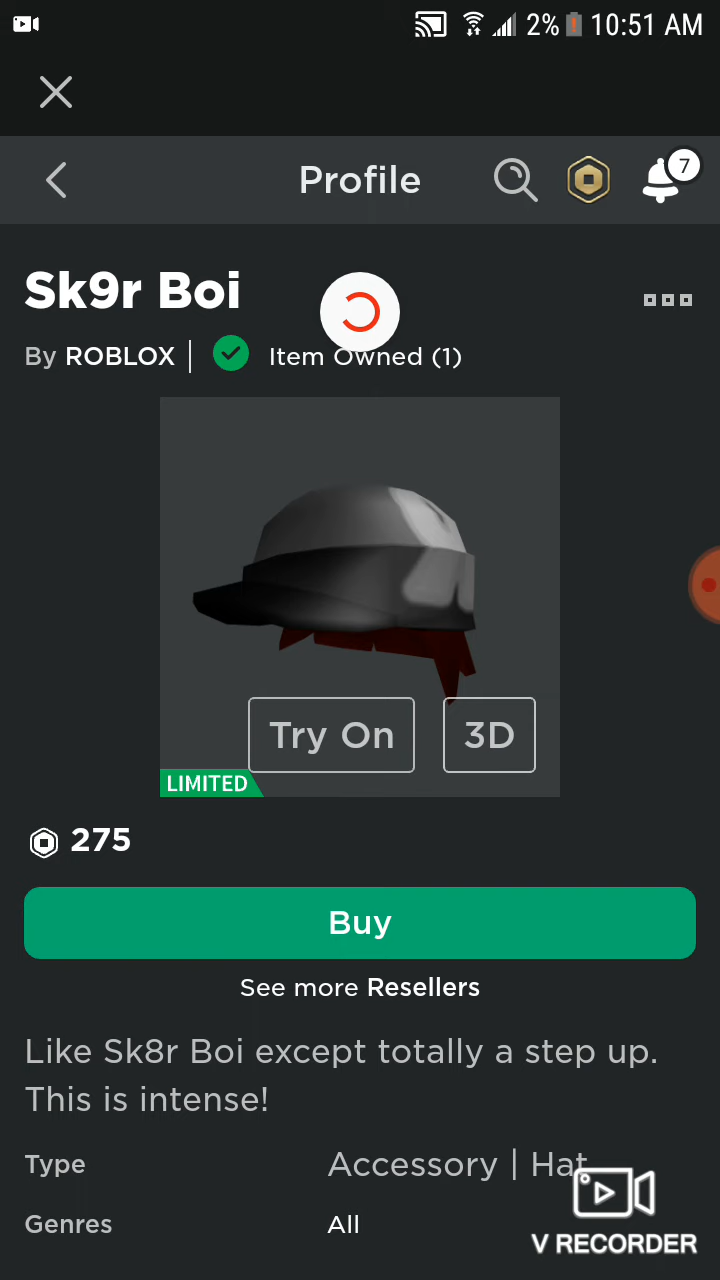 2% 10:51 AM
Profile
7
Sk9r Boi
By ROBLOX | Item Owned (1)
Try On
3D
LIMITED
275
Buy
See more Resellers
Like Sk8r Boi except totally a step up.
This is intense!
Type Accessory | Hat
Genres All
V RECORDER